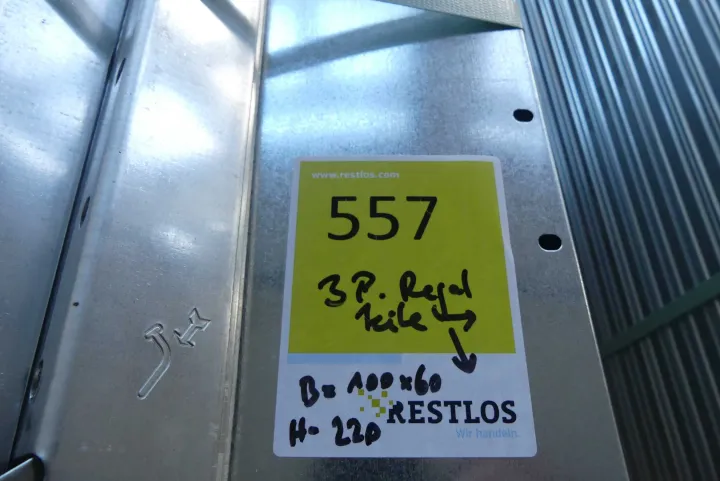 www.restlos.com
557
3 P. Regal
teile
B= 100x60
RESTLOS
H- 220
Wir handeln.